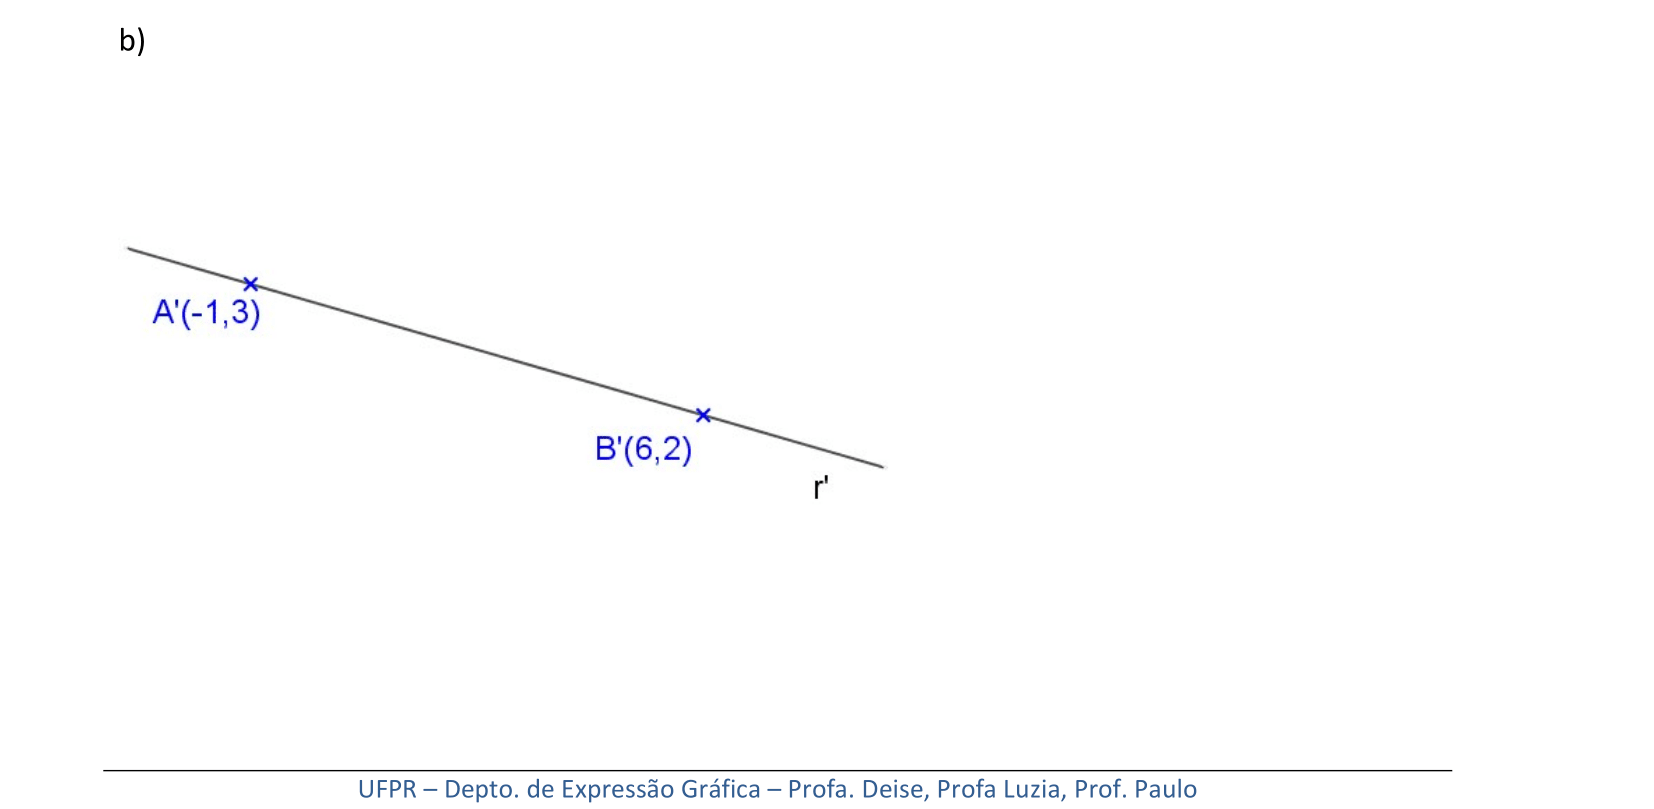 b)
A'(-1,3)
B'(6,2)
r'
UFPR – Depto. de Expressão Gráfica – Profa. Deise, Profa Luzia, Prof. Paulo